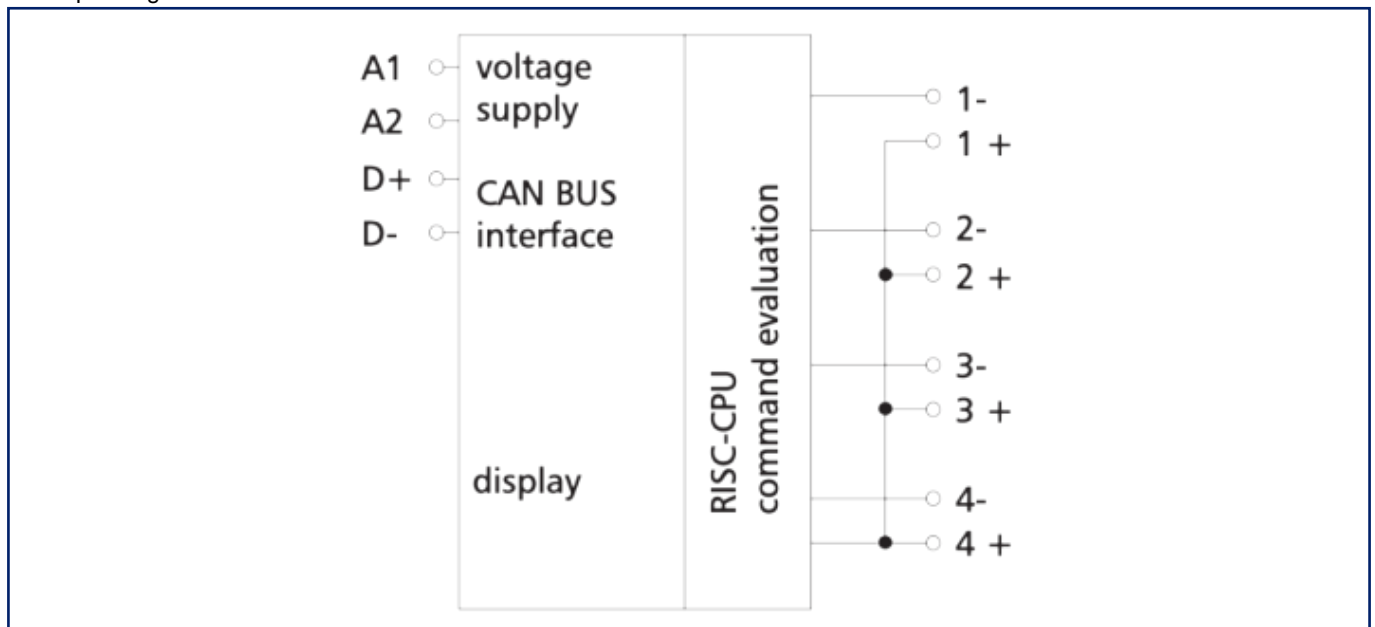 A1
A2
D+
D-
voltage
supply
CAN BUS
interface
display
RISC-CPU
command evaluation
1-
1 +
2-
2 +
3-
3 +
4-
4 +